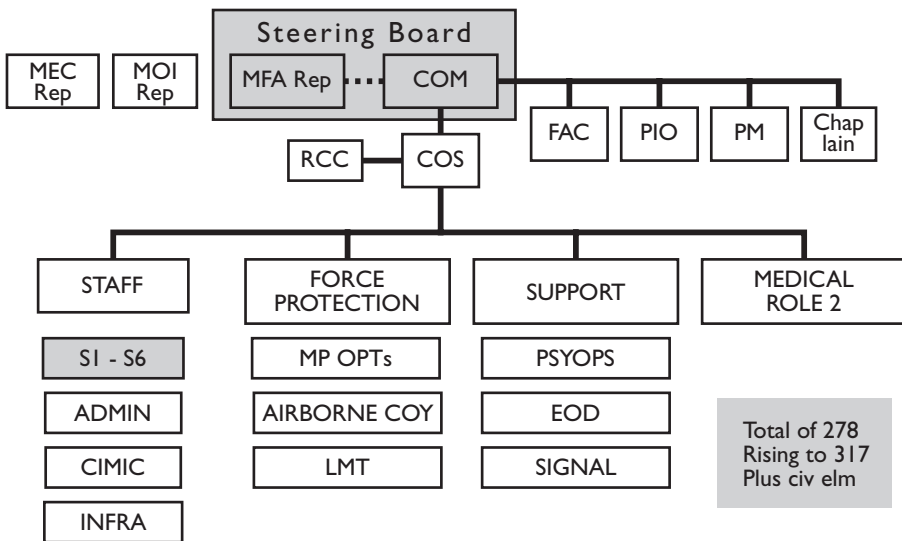 Steering Board
MEC
Rep
MOI
Rep
MFA Rep
COM
FAC
PIO
PM
Chap
lain
RCC
COS
STAFF
FORCE
PROTECTION
SUPPORT
MEDICAL
ROLE 2
S1 - S6
MP OPTs
PSYOPS
ADMIN
AIRBORNE COY
EOD
CIMIC
LMT
SIGNAL
INFRA
Total of 278
Rising to 317
Plus civ elm